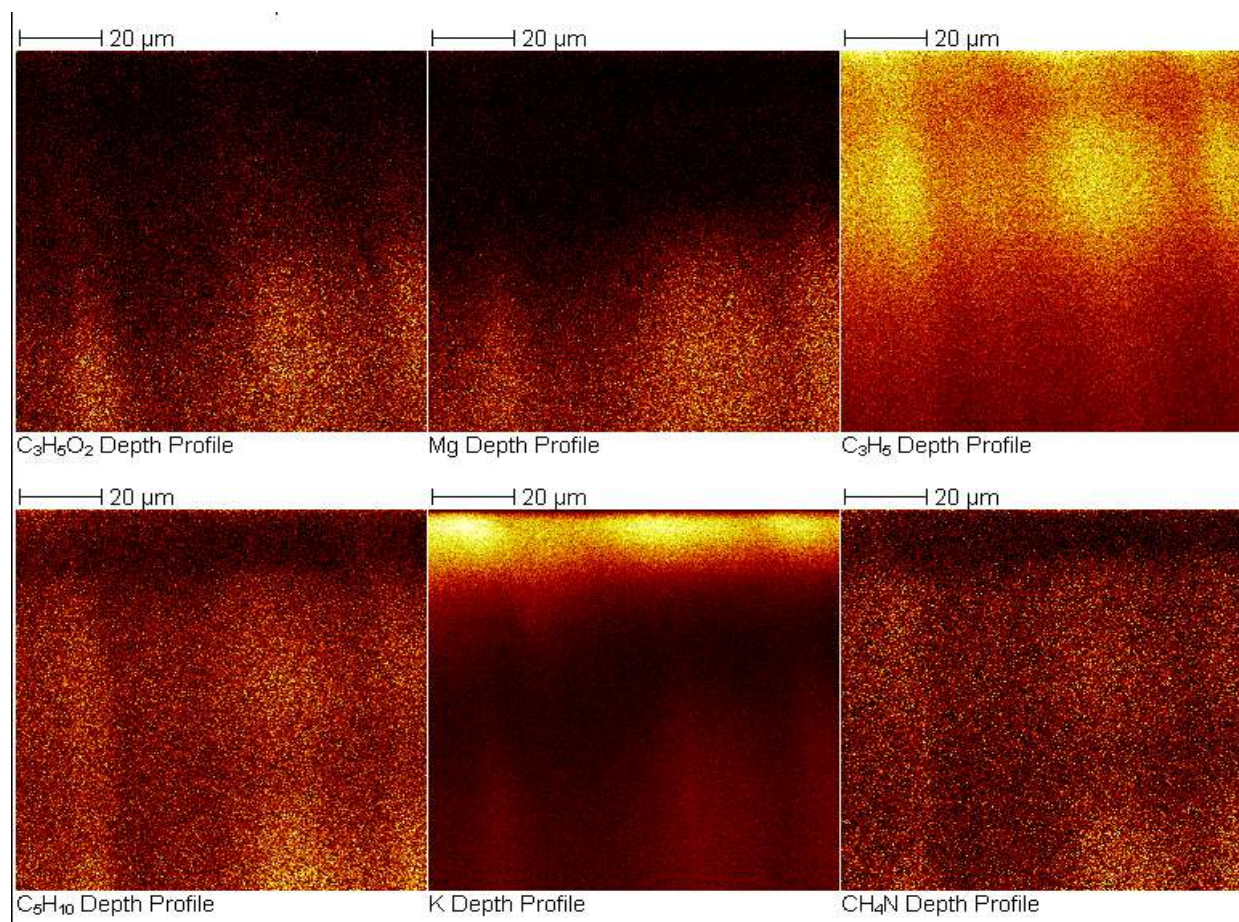 20 µm 20 µm 20 µm
C₃H₅O₂ Depth Profile Mg Depth Profile C₃H₅ Depth Profile
20 µm 20 µm 20 µm
C₅H₁₀ Depth Profile K Depth Profile CH₄N Depth Profile